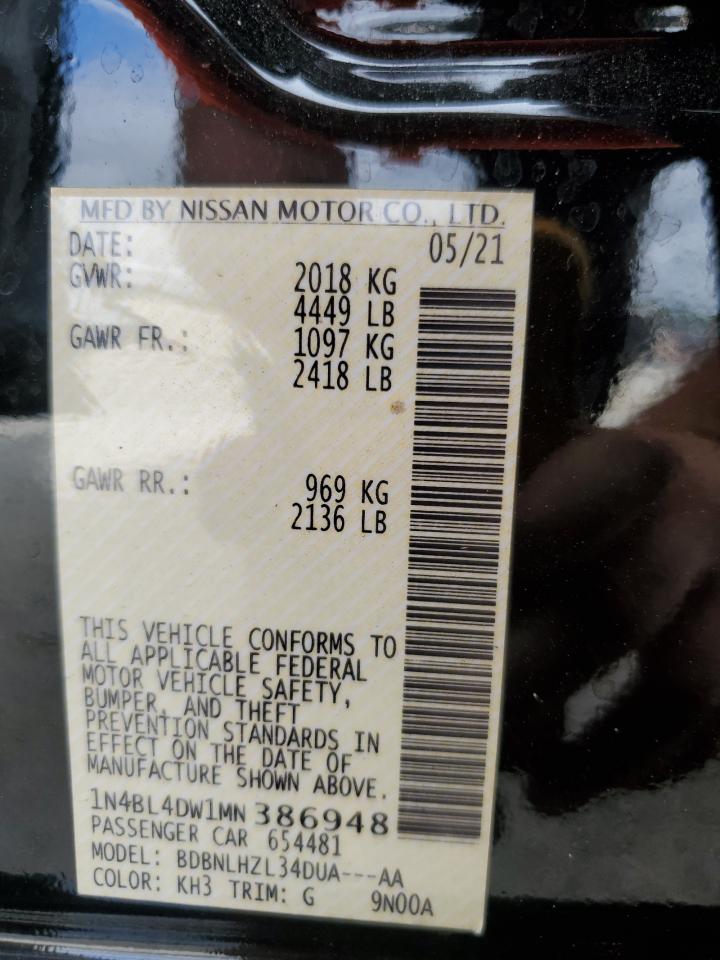 MFD BY NISSAN MOTOR CO., LTD.
DATE: 05/21
GVWR: 2018 KG
4449 LB
GAWR FR.: 1097 KG
2418 LB
GAWR RR.: 969 KG
2136 LB
THIS VEHICLE CONFORMS TO
ALL APPLICABLE FEDERAL
MOTOR VEHICLE SAFETY,
BUMPER, AND THEFT
PREVENTION STANDARDS IN
EFFECT ON THE DATE OF
MANUFACTURE SHOWN ABOVE.
1N4BL4DW1MN386948
PASSENGER CAR 654481
MODEL: BDBNLHZL34DUA---AA
COLOR: KH3 TRIM: G 9N00A